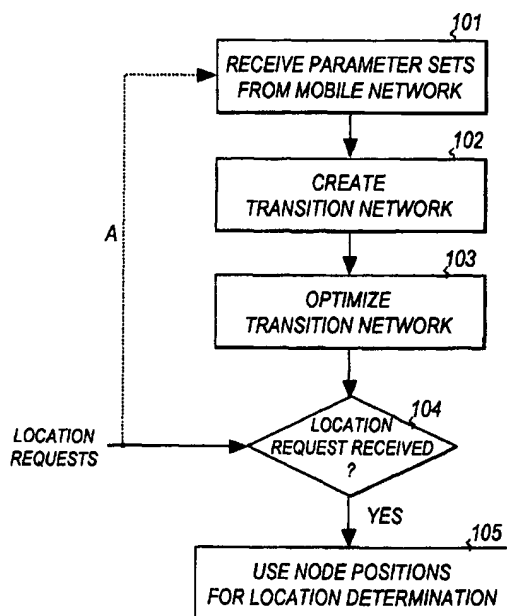 101
RECEIVE PARAMETER SETS
FROM MOBILE NETWORK
102
CREATE
TRANSITION NETWORK
A
103
OPTIMIZE
TRANSITION NETWORK
104
LOCATION
REQUEST RECEIVED
?
LOCATION
REQUESTS
YES
105
USE NODE POSITIONS
FOR LOCATION DETERMINATION